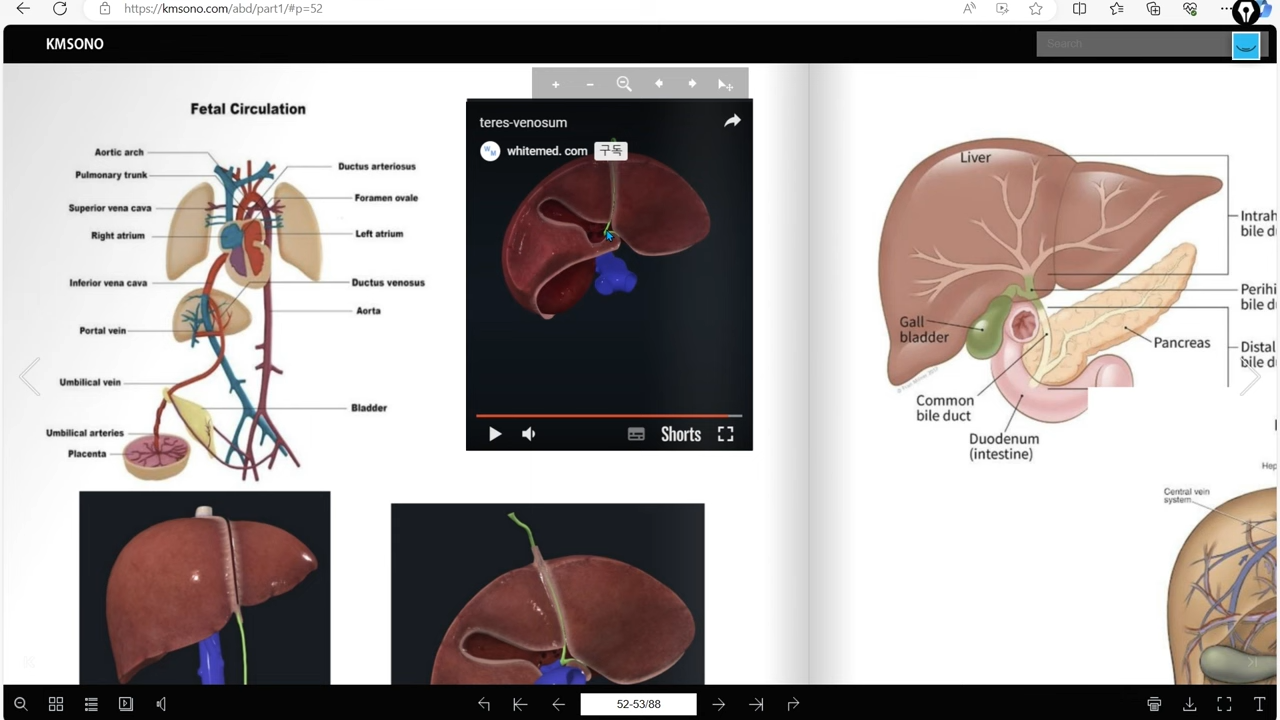 https://kmsono.com/abd/part1/#p=52
KMSONO
Search
Fetal Circulation
Aortic arch
Pulmonary trunk
Superior vena cava
Right atrium
Inferior vena cava
Portal vein
Umbilical vein
Umbilical arteries
Placenta
Ductus arteriosus
Foramen ovale
Left atrium
Ductus venosus
Aorta
Bladder
teres-venosum
whitemed. com 구독
Shorts
Liver
Gall
bladder
Common
bile duct
Duodenum
(intestine)
Pancreas
Intrah
bile d
Perihi
bile d
Distal
bile d
Hep
Central vein
system
52-53/88